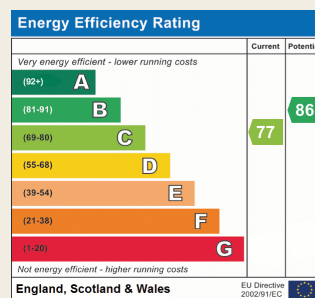 Energy Efficiency Rating
Current Potenti
Very energy efficient - lower running costs
(92+) A
(81-91) B
86
(69-80) C
77
(55-68) D
(39-54) E
(21-38) F
(1-20) G
Not energy efficient - higher running costs
England, Scotland & Wales
EU Directive
2002/91/EC